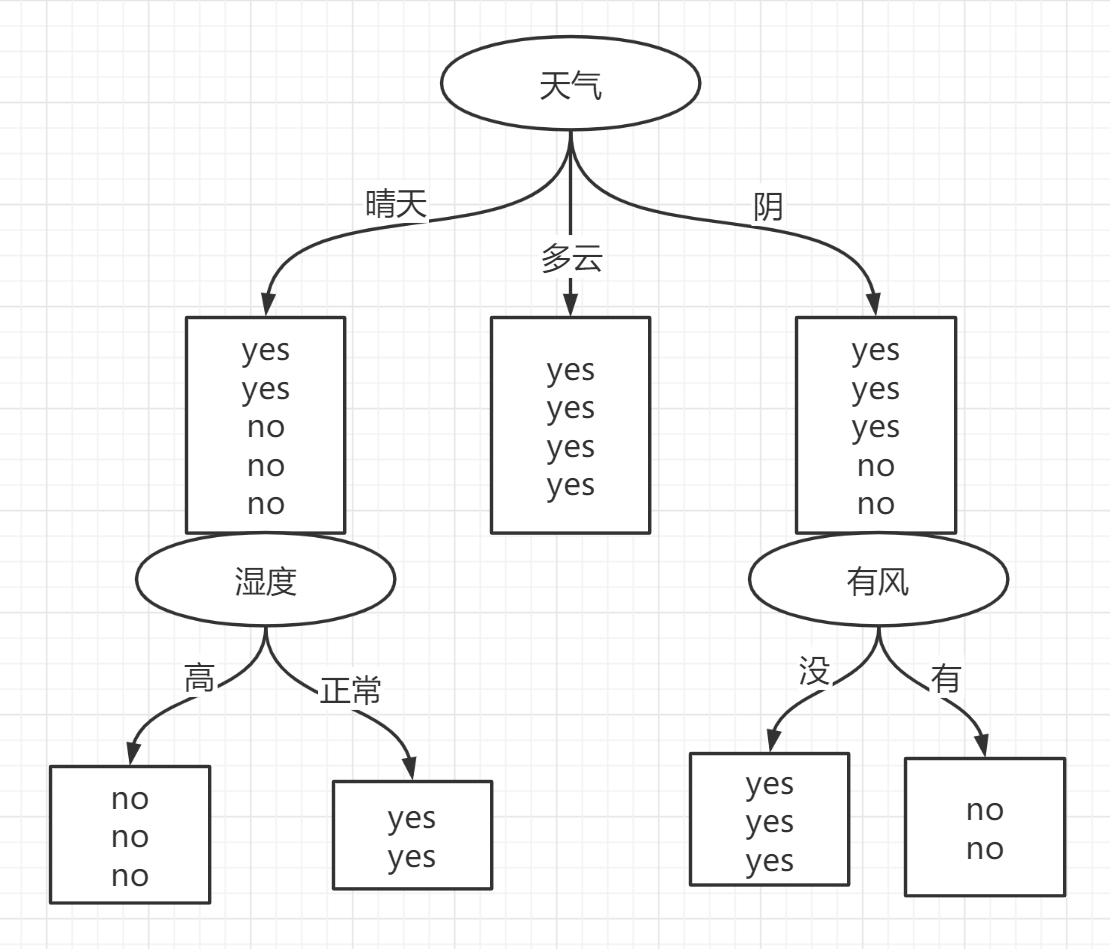 天气
晴天
多云
阴
yes
yes
no
no
no
yes
yes
yes
yes
yes
yes
yes
no
no
湿度
有风
高
正常
没
有
no
no
no
yes
yes
yes
yes
yes
no
no